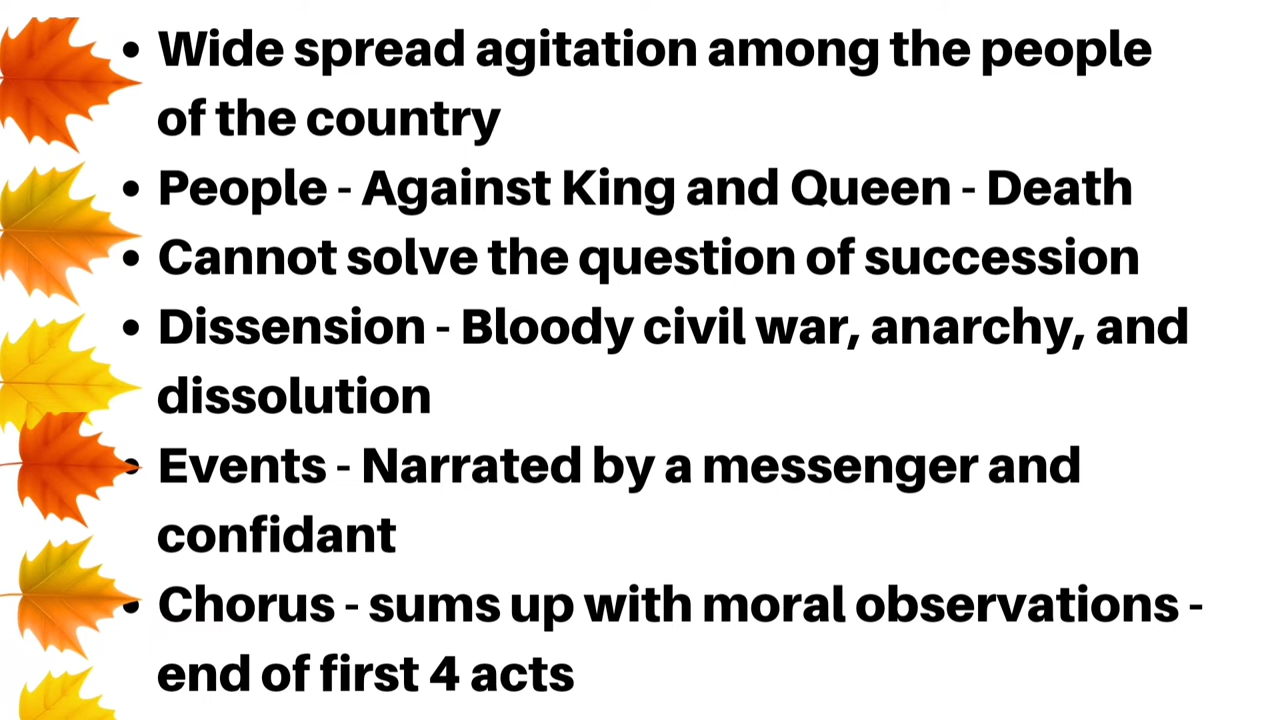 • Wide spread agitation among the people
of the country
• People - Against King and Queen - Death
• Cannot solve the question of succession
• Dissension - Bloody civil war, anarchy, and
dissolution
• Events - Narrated by a messenger and
confidant
• Chorus - sums up with moral observations -
end of first 4 acts